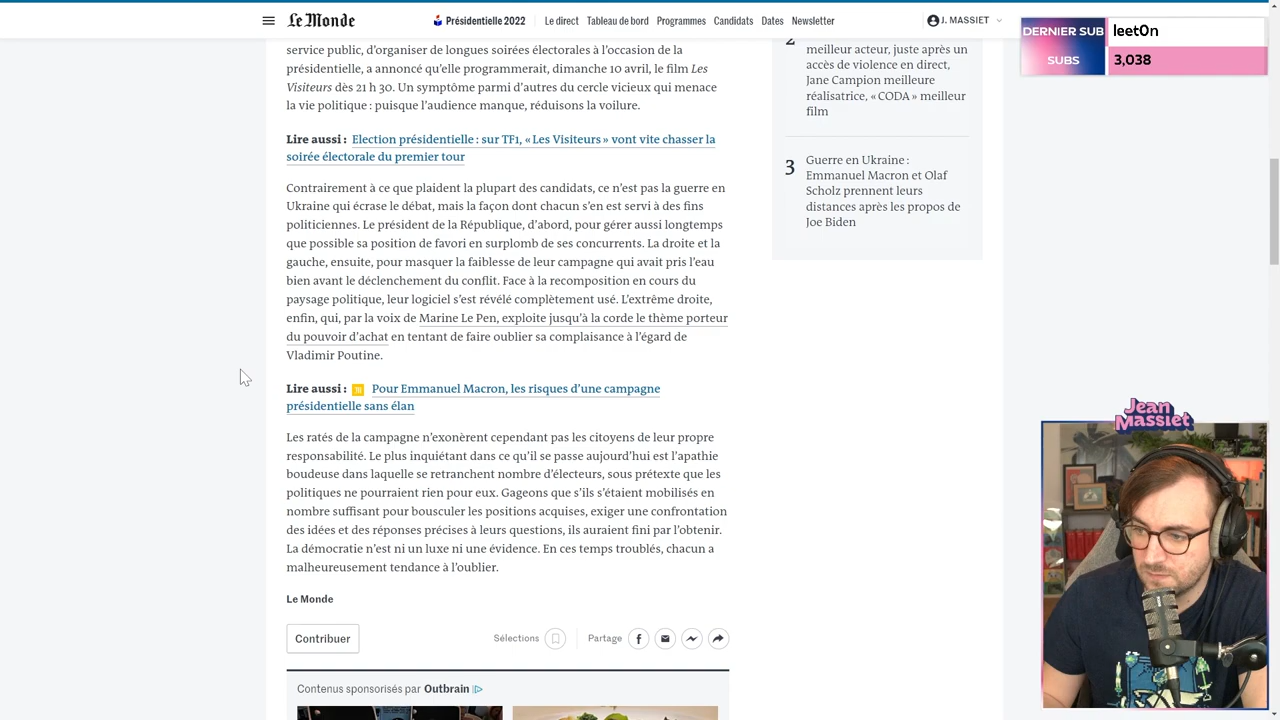 Le Monde
Présidentielle 2022
Le direct
Tableau de bord
Programmes
Candidats
Dates
Newsletter
J. MASSIET
DERNIER SUB
leet0n
SUBS
3,038
service public, d’organiser de longues soirées électorales à l’occasion de la
présidentielle, a annoncé qu’elle programmerait, dimanche 10 avril, le film Les
Visiteurs dès 21 h 30. Un symptôme parmi d’autres du cercle vicieux qui menace
la vie politique : puisque l’audience manque, réduisons la voilure.
Lire aussi : Election présidentielle : sur TF1, « Les Visiteurs » vont vite chasser la
soirée électorale du premier tour
Contrairement à ce que plaident la plupart des candidats, ce n’est pas la guerre en
Ukraine qui écrase le débat, mais la façon dont chacun s’en est servi à des fins
politiciennes. Le président de la République, d’abord, pour gérer aussi longtemps
que possible sa position de favori en surplomb de ses concurrents. La droite et la
gauche, ensuite, pour masquer la faiblesse de leur campagne qui avait pris l’eau
bien avant le déclenchement du conflit. Face à la recomposition en cours du
paysage politique, leur logiciel s’est révélé complètement usé. L’extrême droite,
enfin, qui, par la voix de Marine Le Pen, exploite jusqu’à la corde le thème porteur
du pouvoir d’achat en tentant de faire oublier sa complaisance à l’égard de
Vladimir Poutine.
Lire aussi : Pour Emmanuel Macron, les risques d’une campagne
présidentielle sans élan
Les ratés de la campagne n’exonèrent cependant pas les citoyens de leur propre
responsabilité. Le plus inquiétant dans ce qu’il se passe aujourd’hui est l’apathie
boudeuse dans laquelle se retranchent nombre d’électeurs, sous prétexte que les
politiques ne pourraient rien pour eux. Gageons que s’ils s’étaient mobilisés en
nombre suffisant pour bousculer les positions acquises, exiger une confrontation
des idées et des réponses précises à leurs questions, ils auraient fini par l’obtenir.
La démocratie n’est ni un luxe ni une évidence. En ces temps troublés, chacun a
malheureusement tendance à l’oublier.
Le Monde
Contribuer
Sélections
Partage
Contenus sponsorisés par Outbrain
2
meilleur acteur, juste après un
accès de violence en direct,
Jane Campion meilleure
réalisatrice, « CODA » meilleur
film
3
Guerre en Ukraine :
Emmanuel Macron et Olaf
Scholz prennent leurs
distances après les propos de
Joe Biden
Jean
Massiet